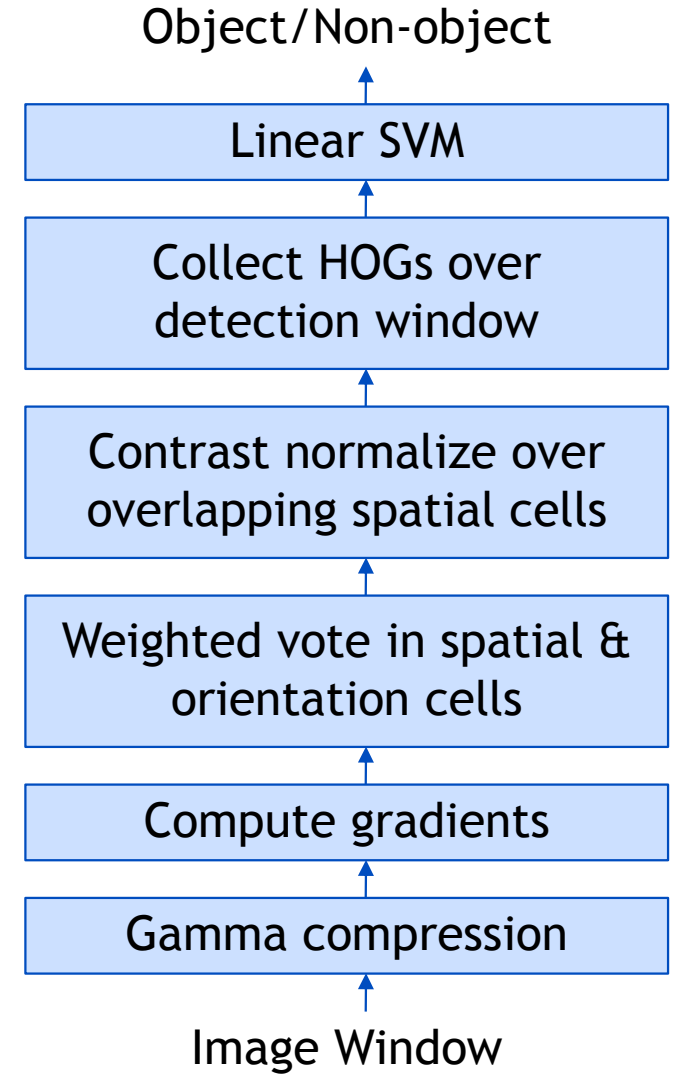 Object/Non-object
Linear SVM
Collect HOGs over
detection window
Contrast normalize over
overlapping spatial cells
Weighted vote in spatial &
orientation cells
Compute gradients
Gamma compression
Image Window